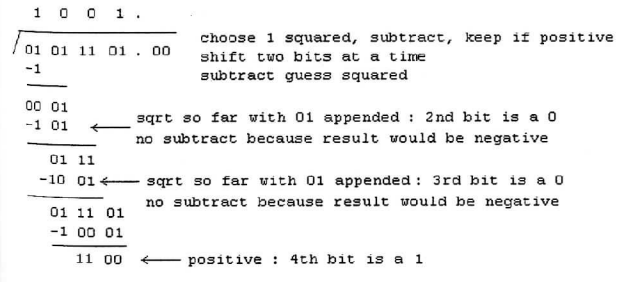 1 0 0 1 .
choose 1 squared, subtract, keep if positive
01 01 11 01 . 00 shift two bits at a time
-1 subtract guess squared
00 01
-1 01 ← sqrt so far with 01 appended : 2nd bit is a 0
no subtract because result would be negative
01 11
-10 01 ← sqrt so far with 01 appended : 3rd bit is a 0
no subtract because result would be negative
01 11 01
-1 00 01
11 00 ← positive : 4th bit is a 1